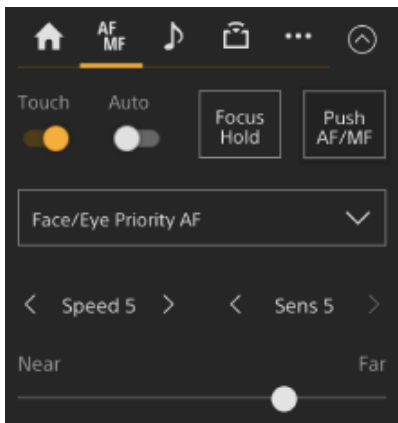 AF
MF
Touch Auto
Focus
Hold
Push
AF/MF
Face/Eye Priority AF
Speed 5
Sens 5
Near
Far